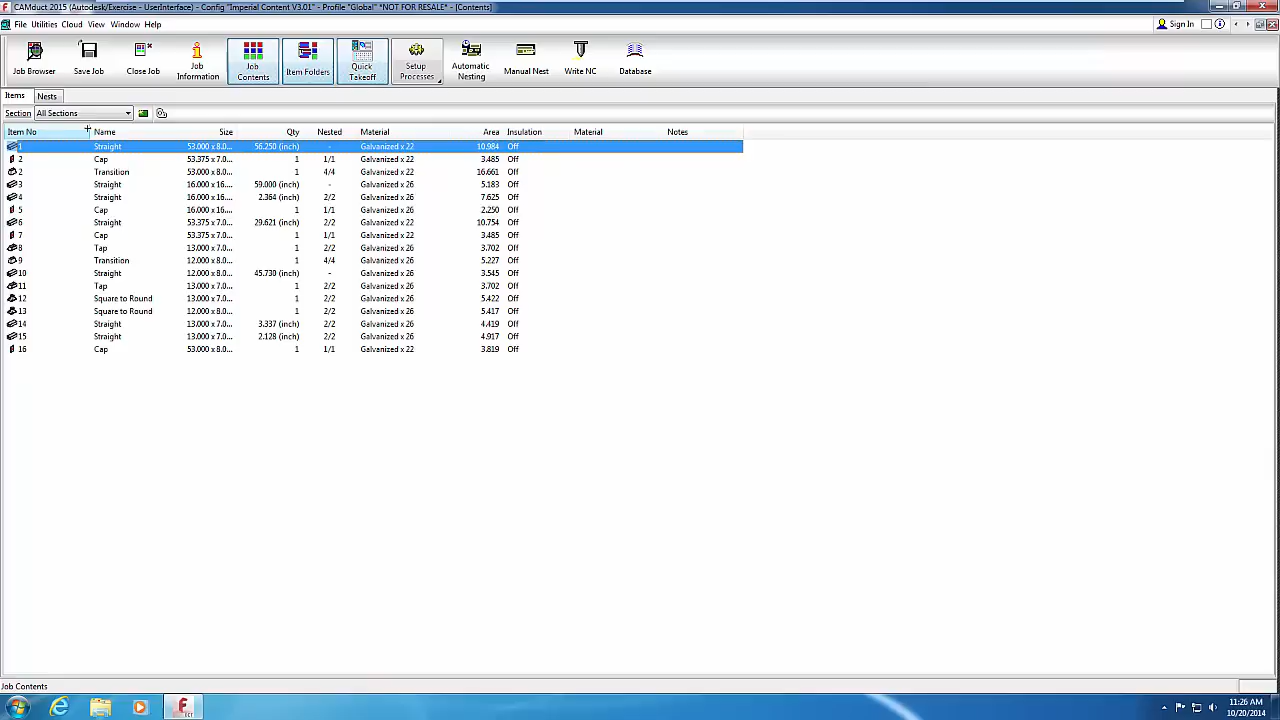 CAMduct 2015 (Autodesk/Exercise - UserInterface) - Config "Imperial Content V3.01" - Profile "Global" *NOT FOR RESALE* - [Contents]
File Utilities Cloud View Window Help Sign In
Job Browser Save Job Close Job Job Information Job Contents Item Folders Quick Takeoff Setup Processes Automatic Nesting Manual Nest Write NC Database
Items Nests
Section All Sections
Item No Name Size Qty Nested Material Area Insulation Material Notes
1 Straight 53.000 x 8.0... 56.250 (inch) - Galvanized x 22 10.984 Off
2 Cap 53.375 x 7.0... 1 1/1 Galvanized x 22 3.485 Off
2 Transition 53.000 x 8.0... 1 4/4 Galvanized x 22 16.661 Off
3 Straight 16.000 x 16.... 59.000 (inch) - Galvanized x 26 5.183 Off
4 Straight 16.000 x 16.... 2.364 (inch) 2/2 Galvanized x 26 7.625 Off
5 Cap 16.000 x 16.... 1 1/1 Galvanized x 26 2.250 Off
6 Straight 53.375 x 7.0... 29.621 (inch) 2/2 Galvanized x 22 10.754 Off
7 Cap 53.375 x 7.0... 1 1/1 Galvanized x 22 3.485 Off
8 Tap 13.000 x 7.0... 1 2/2 Galvanized x 26 3.702 Off
9 Transition 12.000 x 8.0... 1 4/4 Galvanized x 26 5.227 Off
10 Straight 12.000 x 8.0... 45.730 (inch) - Galvanized x 26 3.545 Off
11 Tap 13.000 x 7.0... 1 2/2 Galvanized x 26 3.702 Off
12 Square to Round 13.000 x 7.0... 1 2/2 Galvanized x 26 5.422 Off
13 Square to Round 12.000 x 8.0... 1 2/2 Galvanized x 26 5.417 Off
14 Straight 13.000 x 7.0... 3.337 (inch) 2/2 Galvanized x 26 4.419 Off
15 Straight 13.000 x 7.0... 2.128 (inch) 2/2 Galvanized x 26 4.917 Off
16 Cap 53.000 x 8.0... 1 1/1 Galvanized x 22 3.819 Off
Job Contents
11:26 AM
10/20/2014